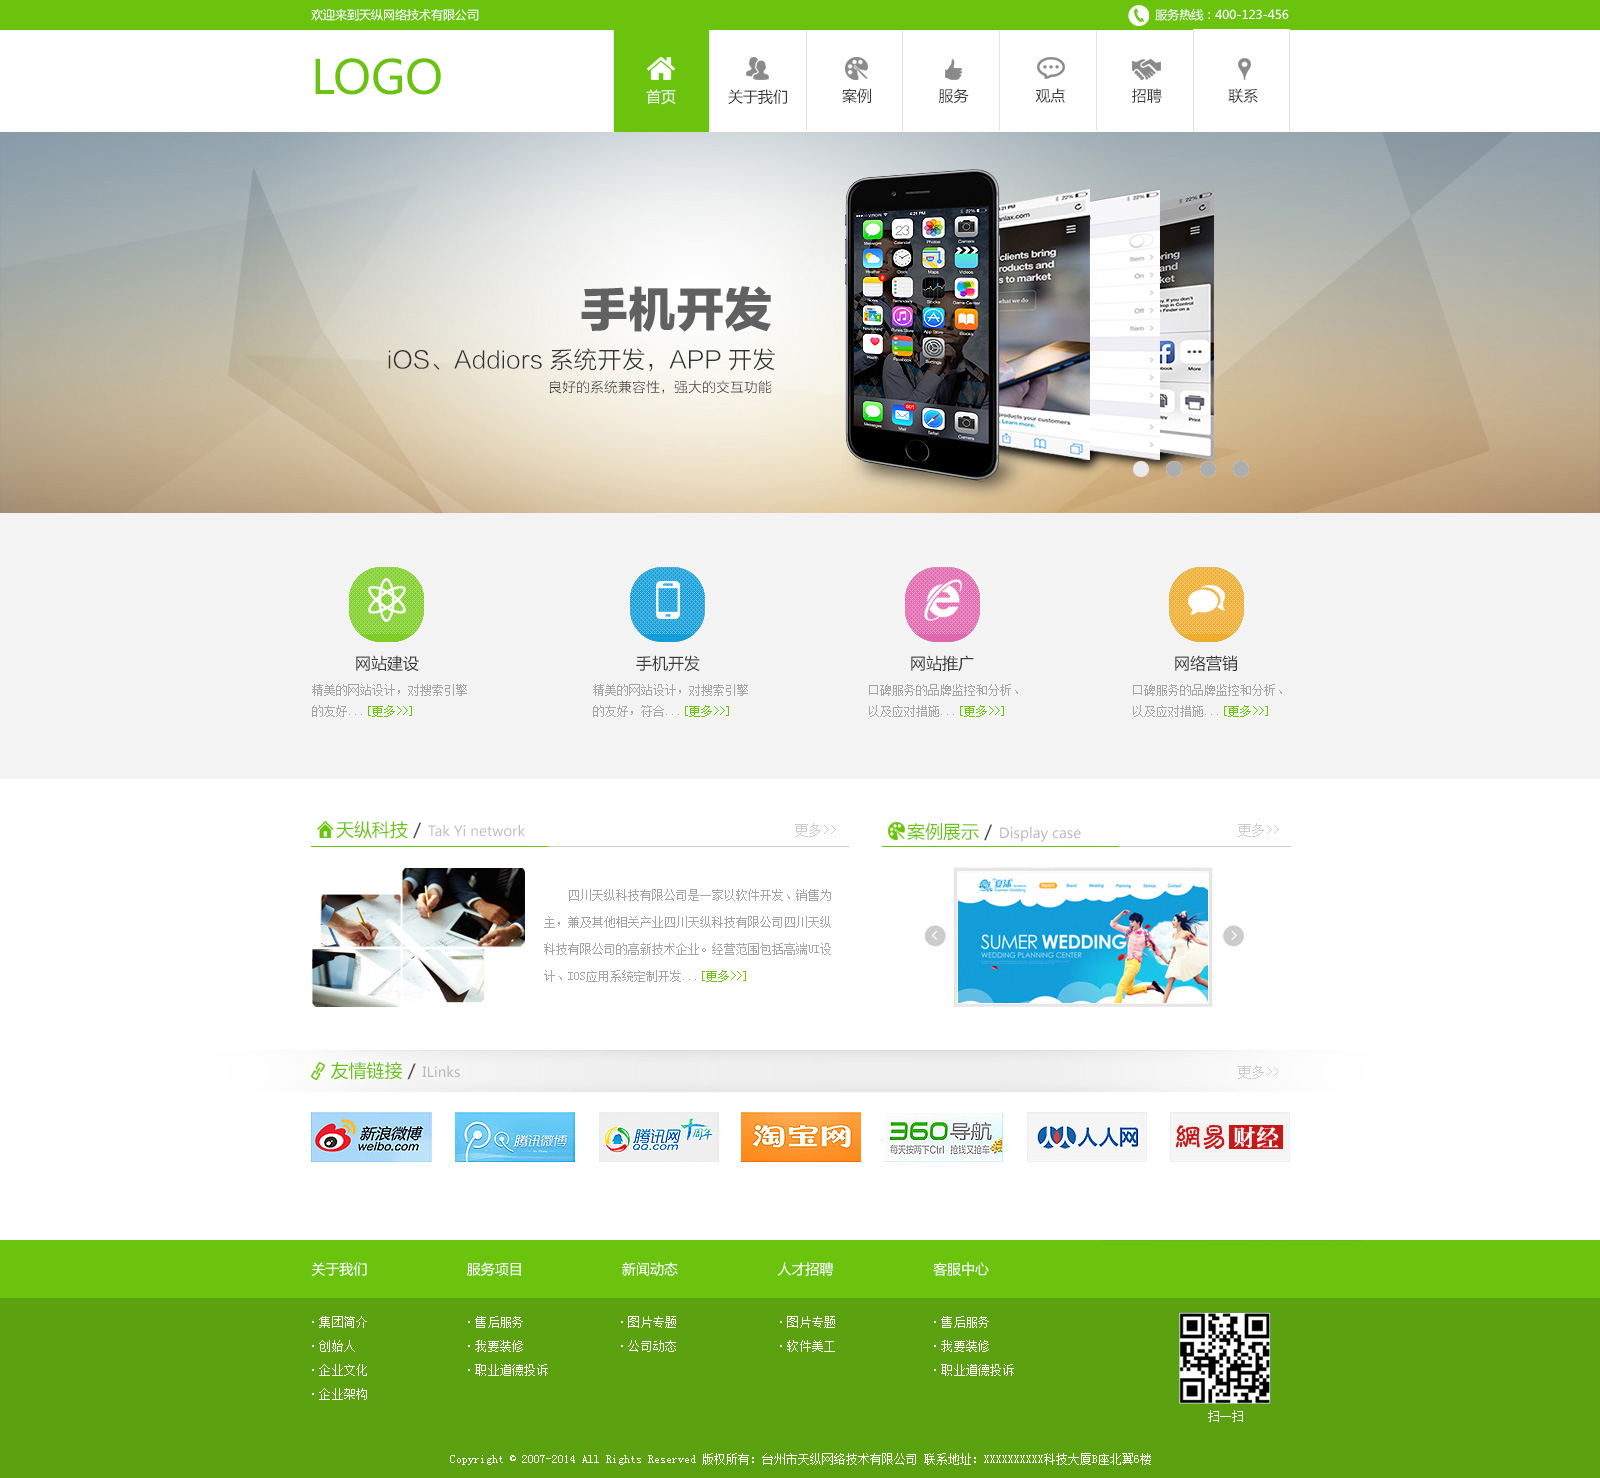 欢迎来到天纵网络技术有限公司
服务热线：400-123-456
LOGO
首页
关于我们
案例
服务
观点
招聘
联系
手机开发
iOS、Addiors 系统开发，APP 开发
良好的系统兼容性，强大的交互功能
网站建设
精美的网站设计，对搜索引擎
的友好...[更多>>]
手机开发
精美的网站设计，对搜索引擎
的友好，符合...[更多>>]
网站推广
口碑服务的品牌监控和分析、
以及应对措施...[更多>>]
网络营销
口碑服务的品牌监控和分析、
以及应对措施...[更多>>]
天纵科技 / Tak Yi network
更多>>
四川天纵科技有限公司是一家以软件开发、销售为
主，兼及其他相关产业四川天纵科技有限公司四川天纵
科技有限公司的高新技术企业。经营范围包括高端UI设
计、IOS应用系统定制开发...[更多>>]
案例展示 / Display case
更多>>
SUMER WEDDING
WEDDING PLANNING CENTER
友情链接 / ILinks
更多>>
新浪微博
weibo.com
腾讯微博
腾讯网
QQ.com
十周年
淘宝网
360导航
每天按两下Ctrl 抢钱又抢车
人人网
網易财经
关于我们
服务项目
新闻动态
人才招聘
客服中心
· 集团简介
· 创始人
· 企业文化
· 企业架构
· 售后服务
· 我要装修
· 职业道德投诉
· 图片专题
· 公司动态
· 图片专题
· 软件美工
· 售后服务
· 我要装修
· 职业道德投诉
扫一扫
Copyright © 2007-2014 All Rights Reserved 版权所有：台州市天纵网络技术有限公司 联系地址：XXXXXXXXXX科技大厦B座北翼6楼